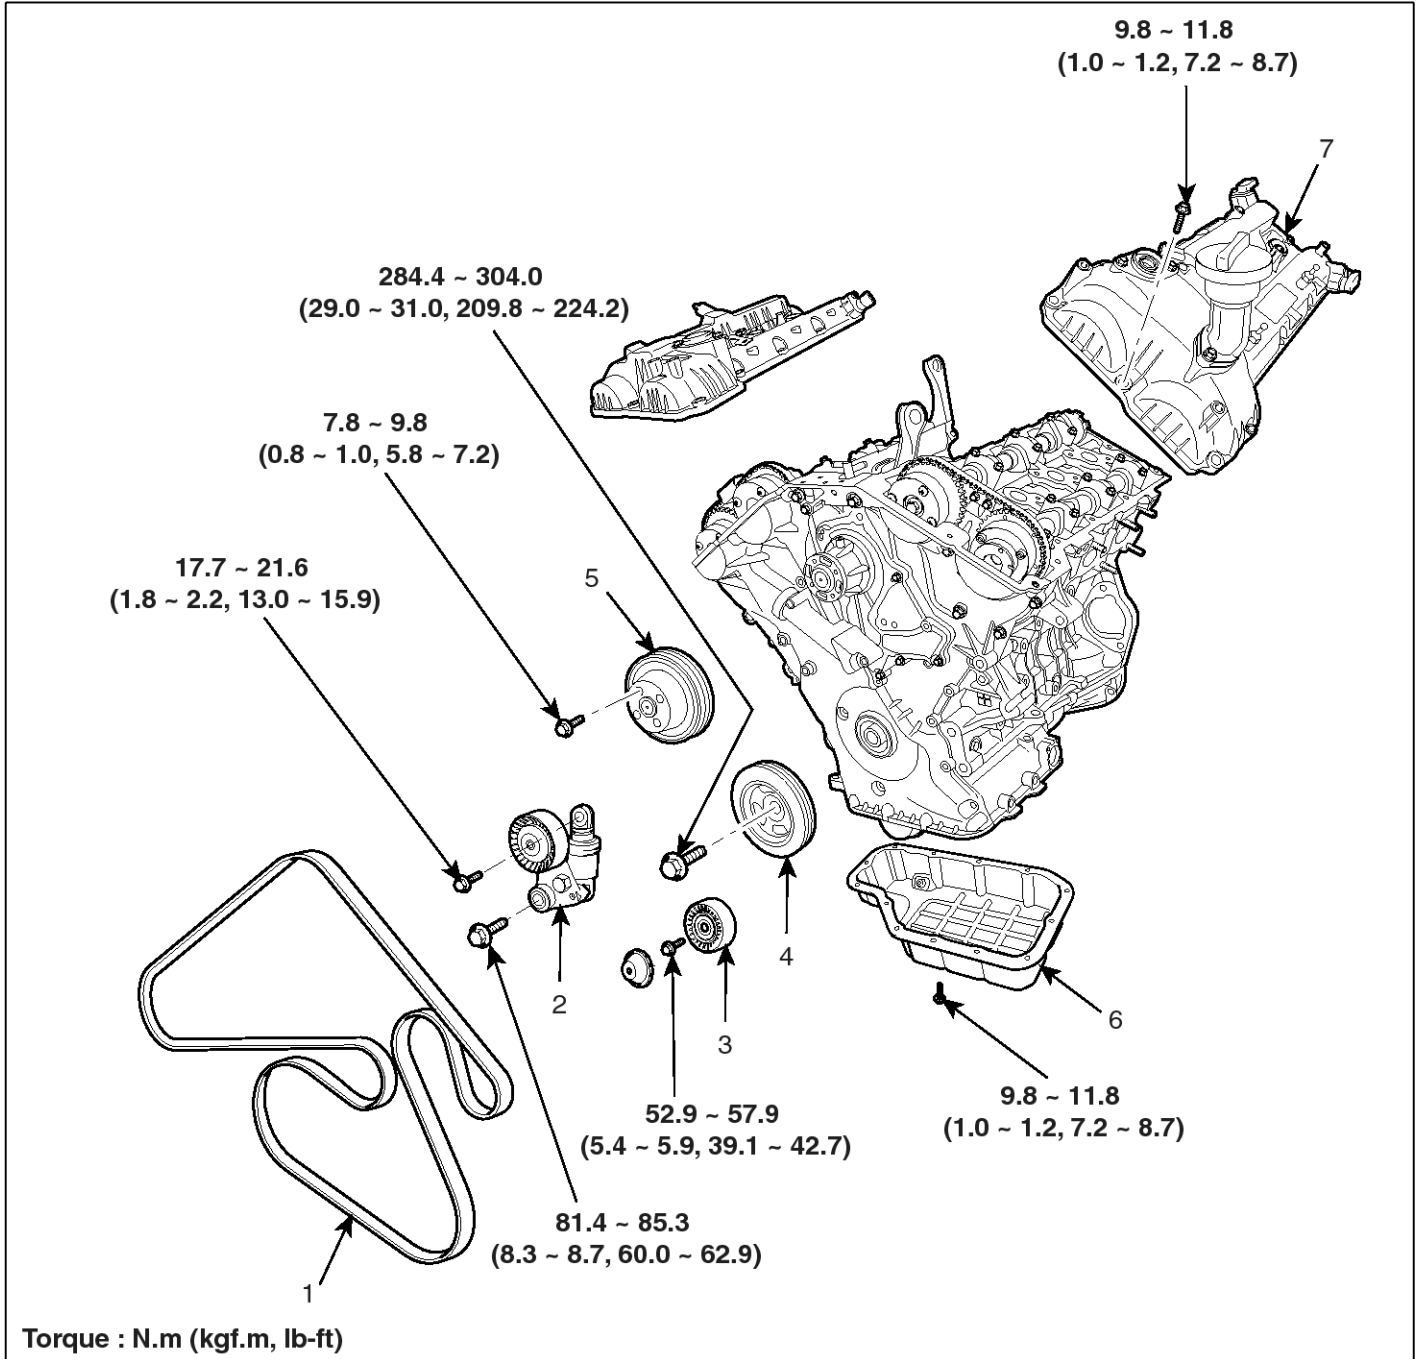 9.8 ~ 11.8
(1.0 ~ 1.2, 7.2 ~ 8.7)
7
284.4 ~ 304.0
(29.0 ~ 31.0, 209.8 ~ 224.2)
7.8 ~ 9.8
(0.8 ~ 1.0, 5.8 ~ 7.2)
17.7 ~ 21.6
(1.8 ~ 2.2, 13.0 ~ 15.9)
5
4
2
3
6
52.9 ~ 57.9
(5.4 ~ 5.9, 39.1 ~ 42.7)
9.8 ~ 11.8
(1.0 ~ 1.2, 7.2 ~ 8.7)
81.4 ~ 85.3
(8.3 ~ 8.7, 60.0 ~ 62.9)
1
Torque : N.m (kgf.m, lb-ft)